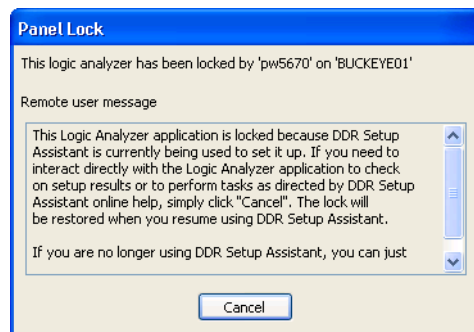 Panel Lock
This logic analyzer has been locked by 'pw5670' on 'BUCKEYE01'
Remote user message
This Logic Analyzer application is locked because DDR Setup
Assistant is currently being used to set it up. If you need to
interact directly with the Logic Analyzer application to check
on setup results or to perform tasks as directed by DDR Setup
Assistant online help, simply click "Cancel". The lock will
be restored when you resume using DDR Setup Assistant.
If you are no longer using DDR Setup Assistant, you can just
Cancel